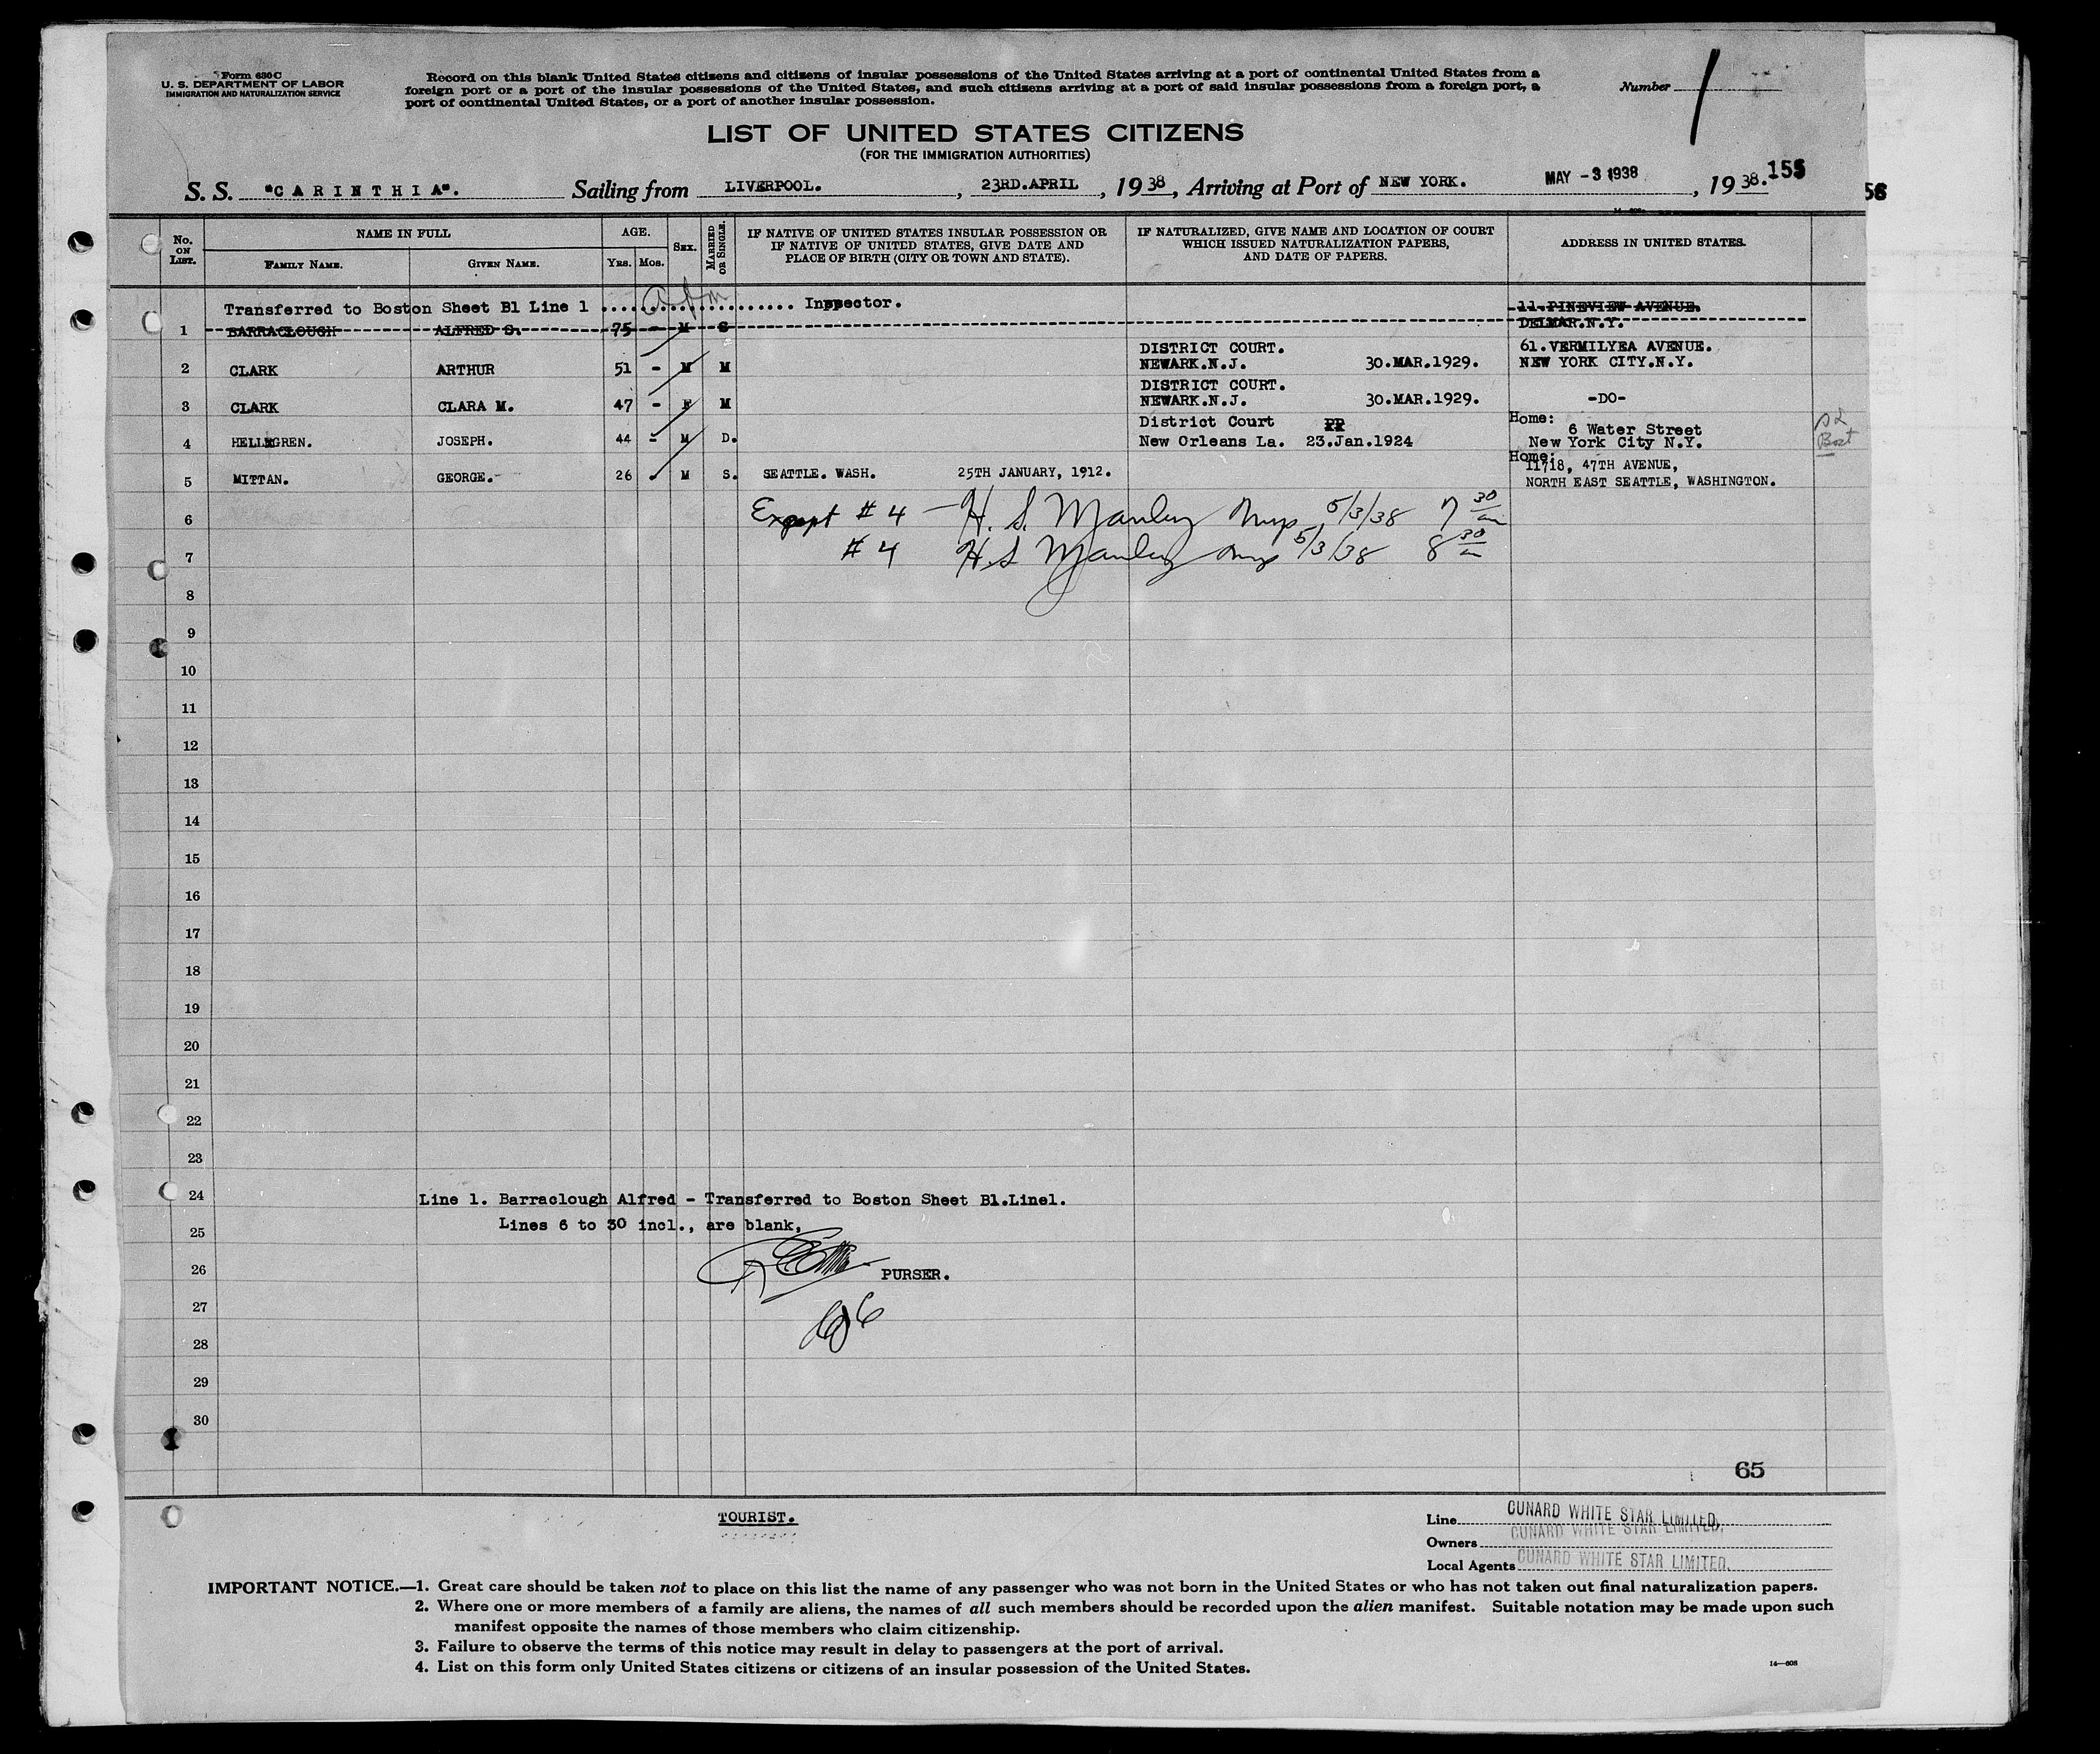 Form 630 C
U. S. DEPARTMENT OF LABOR
IMMIGRATION AND NATURALIZATION SERVICE
Record on this blank United States citizens and citizens of insular possessions of the United States arriving at a port of continental United States from a
foreign port or a port of the insular possessions of the United States, and such citizens arriving at a port of said insular possessions from a foreign port, a
port of continental United States, or a port of another insular possession.
Number 1
LIST OF UNITED STATES CITIZENS
(FOR THE IMMIGRATION AUTHORITIES)
S. S. "CARINTHIA". Sailing from LIVERPOOL. , 23RD.APRIL , 1938, Arriving at Port of NEW YORK. MAY -3 1938 , 1938. 155
56
No. ON LIST. NAME IN FULL AGE. SEX. MARRIED OR SINGLE. IF NATIVE OF UNITED STATES INSULAR POSSESSION OR IF NATIVE OF UNITED STATES, GIVE DATE AND PLACE OF BIRTH (CITY OR TOWN AND STATE). IF NATURALIZED, GIVE NAME AND LOCATION OF COURT WHICH ISSUED NATURALIZATION PAPERS, AND DATE OF PAPERS. ADDRESS IN UNITED STATES.
FAMILY NAME. GIVEN NAME. YRS. MOS.
Transferred to Boston Sheet B1 Line 1 .................... Inspector. 11. PINEVIEW AVENUE.
1 BARRACLOUGH ALFRED S. 75 - M S DELMAR.N.Y.
DISTRICT COURT. 61.VERMILYEA AVENUE.
2 CLARK ARTHUR 51 - M M NEWARK.N.J. 30.MAR.1929. NEW YORK CITY.N.Y.
DISTRICT COURT.
3 CLARK CLARA M. 47 - F M NEWARK.N.J. 30.MAR.1929. -DO-
District Court PP Home: 6 Water Street
4 HELLEGREN. JOSEPH. 44 - M D. New Orleans La. 23.Jan.1924 New York City N.Y.
Home: 11718, 47TH AVENUE,
5 MITTAN. GEORGE. 26 M S. SEATTLE. WASH. 25TH JANUARY, 1912. NORTH EAST SEATTLE, WASHINGTON.
6 Except # 4 - H. S. Manley Insp 5/3/38 7 30
7 # 4 H. S Manley Insp 5/3/38 8 30
8
9
10
11
12
13
14
15
16
17
18
19
20
21
22
23
24 Line 1. Barraclough Alfred - Transferred to Boston Sheet B1.Line1.
25 Lines 6 to 30 incl., are blank,
26 PURSER.
27
28
29
30
65
TOURIST.
Line CUNARD WHITE STAR LIMITED.
Owners CUNARD WHITE STAR LIMITED.
Local Agents CUNARD WHITE STAR LIMITED.
IMPORTANT NOTICE.—1. Great care should be taken not to place on this list the name of any passenger who was not born in the United States or who has not taken out final naturalization papers.
2. Where one or more members of a family are aliens, the names of all such members should be recorded upon the alien manifest. Suitable notation may be made upon such
manifest opposite the names of those members who claim citizenship.
3. Failure to observe the terms of this notice may result in delay to passengers at the port of arrival.
4. List on this form only United States citizens or citizens of an insular possession of the United States.
14—608